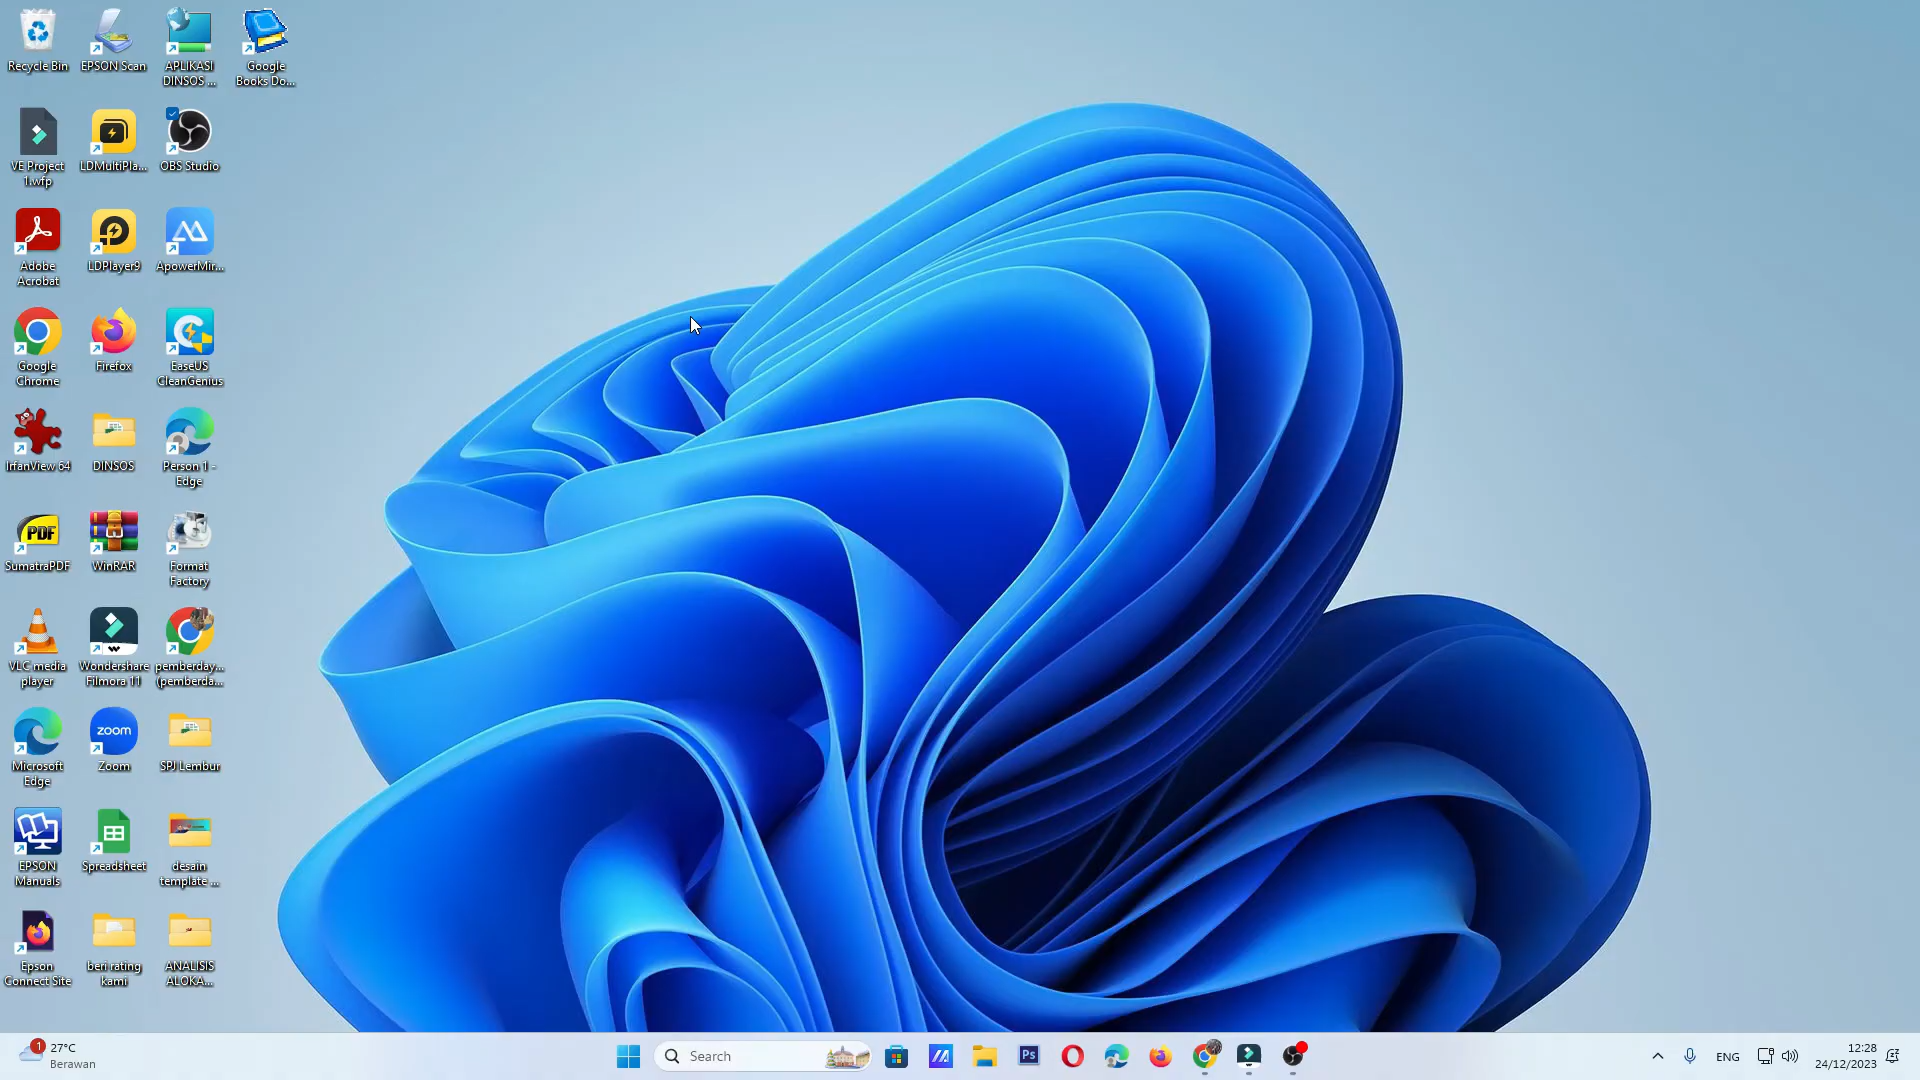 Recycle Bin
EPSON Scan
APLIKASI
DINSOS ...
Google
Books Do...
VE Project
1.wfp
LDMultiPla...
OBS Studio
Adobe
Acrobat
LDPlayer9
ApowerMir...
Google
Chrome
Firefox
EaseUS
CleanGenius
IrfanView 64
DINSOS
Person 1 -
Edge
PDF
SumatraPDF
WinRAR
Format
Factory
VLC media
player
Wondershare
Filmora 11
pemberday...
(pemberda...
Microsoft
Edge
zoom
Zoom
SPJ Lembur
EPSON
Manuals
Spreadsheet
desain
template ...
Epson
Connect Site
beri rating
kami
ANALISIS
ALOKA...
1
27°C
Berawan
Search
Ps
ENG
12:28
24/12/2023